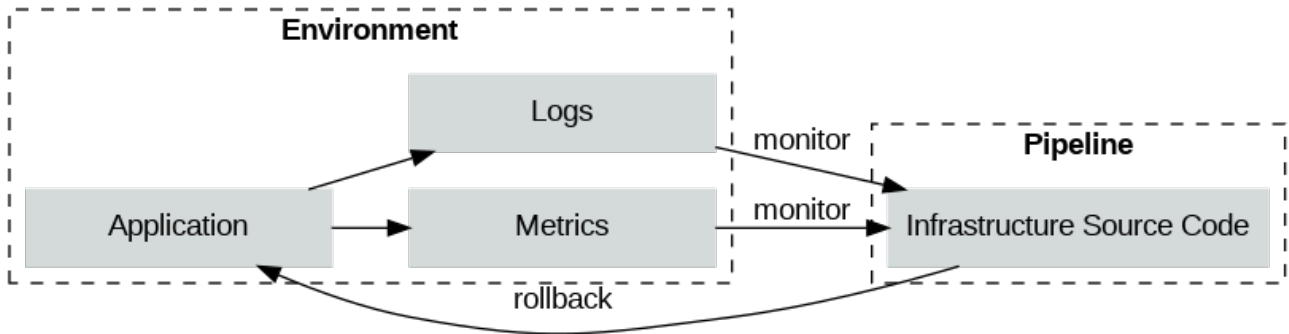 Environment
Logs
monitor
Pipeline
Application
Metrics
monitor
Infrastructure Source Code
rollback